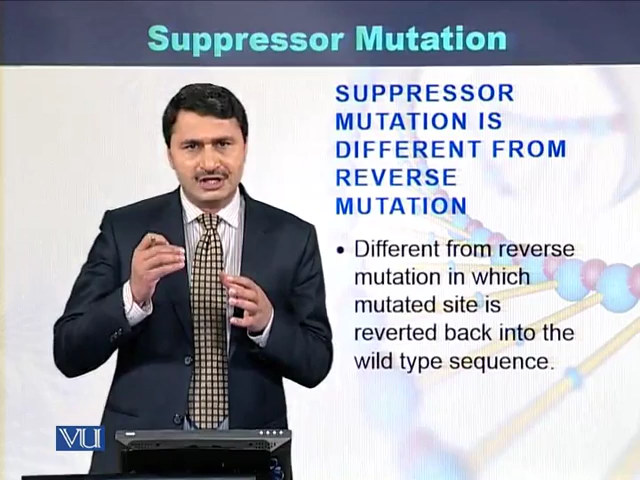 Suppressor Mutation
SUPPRESSOR
MUTATION IS
DIFFERENT FROM
REVERSE
MUTATION
• Different from reverse
mutation in which
mutated site is
reverted back into the
wild type sequence.
VU